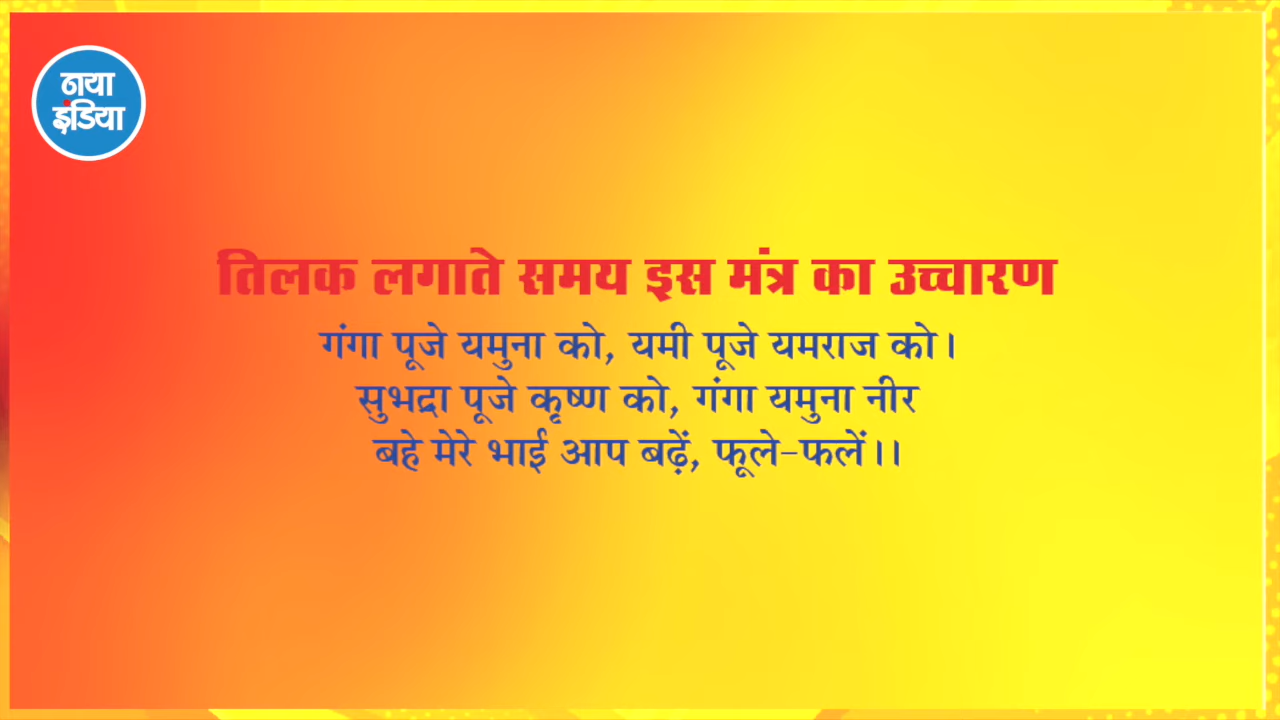 नया
इंडिया
तिलक लगाते समय इस मंत्र का उच्चारण
गंगा पूजे यमुना को, यमी पूजे यमराज को।
सुभद्रा पूजे कृष्ण को, गंगा यमुना नीर
बहे मेरे भाई आप बढ़ें, फूले-फलें।।